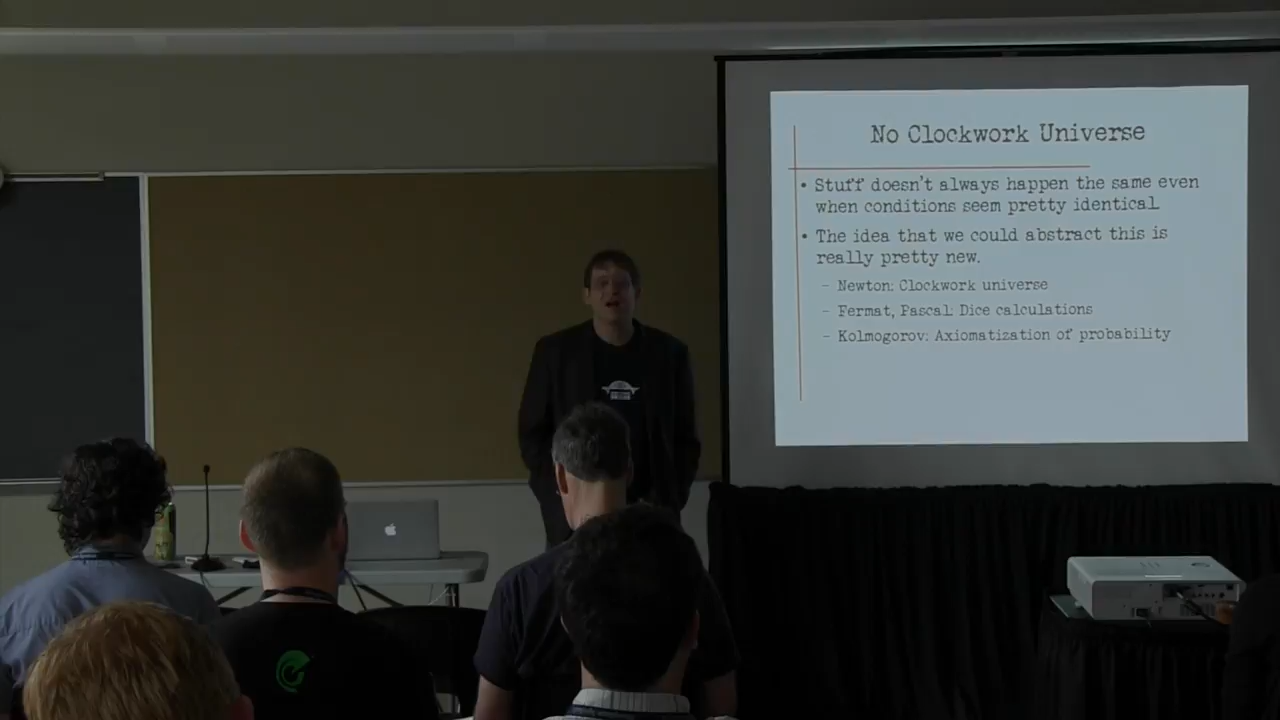 No Clockwork Universe
• Stuff doesn't always happen the same even
when conditions seem pretty identical
• The idea that we could abstract this is
really pretty new.
– Newton: Clockwork universe
– Fermat, Pascal: Dice calculations
– Kolmogorov: Axiomatization of probability